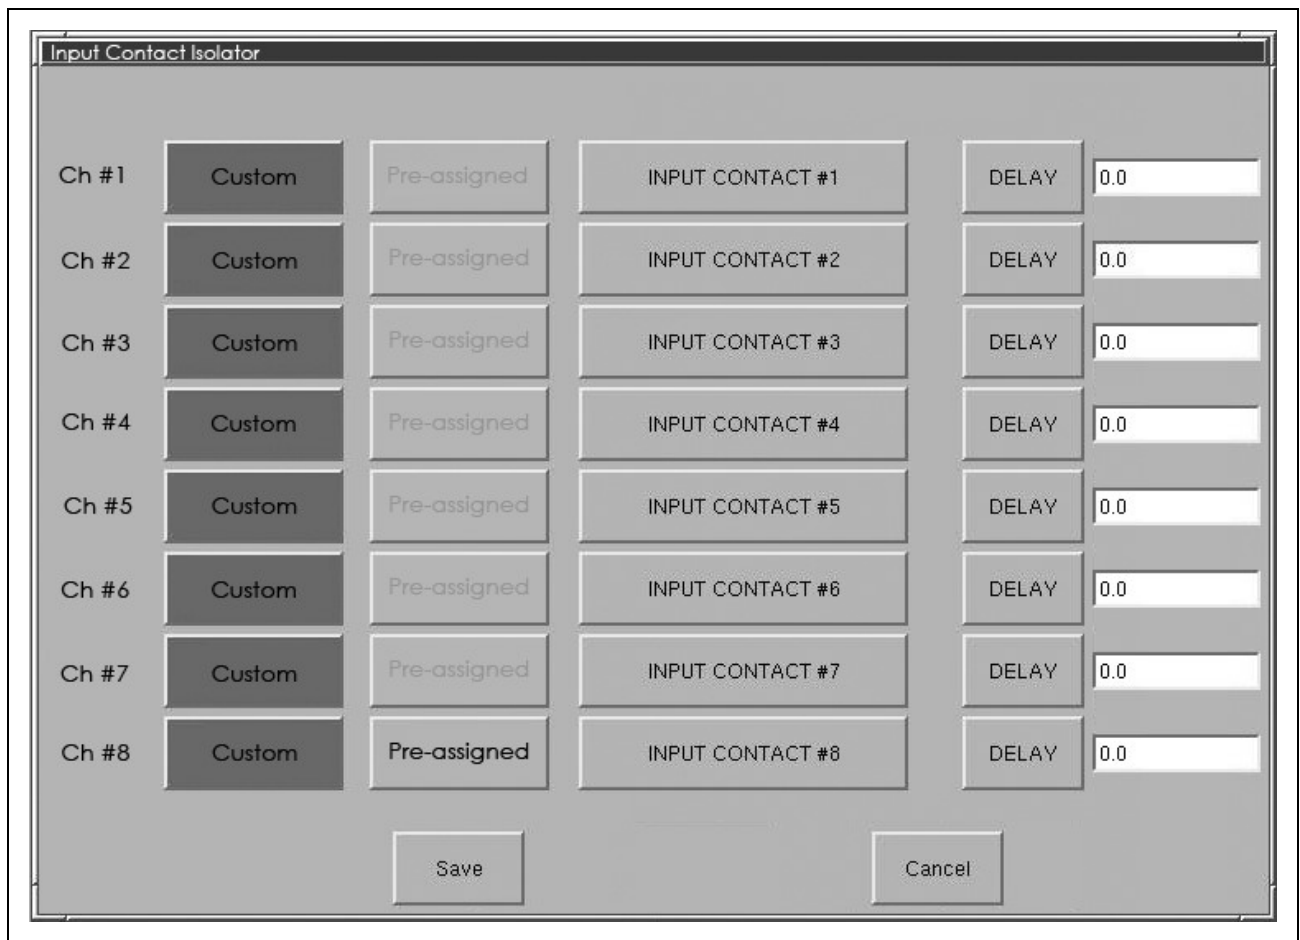 Input Contact Isolator
Ch #1 Custom Pre-assigned INPUT CONTACT #1 DELAY 0.0
Ch #2 Custom Pre-assigned INPUT CONTACT #2 DELAY 0.0
Ch #3 Custom Pre-assigned INPUT CONTACT #3 DELAY 0.0
Ch #4 Custom Pre-assigned INPUT CONTACT #4 DELAY 0.0
Ch #5 Custom Pre-assigned INPUT CONTACT #5 DELAY 0.0
Ch #6 Custom Pre-assigned INPUT CONTACT #6 DELAY 0.0
Ch #7 Custom Pre-assigned INPUT CONTACT #7 DELAY 0.0
Ch #8 Custom Pre-assigned INPUT CONTACT #8 DELAY 0.0
Save Cancel